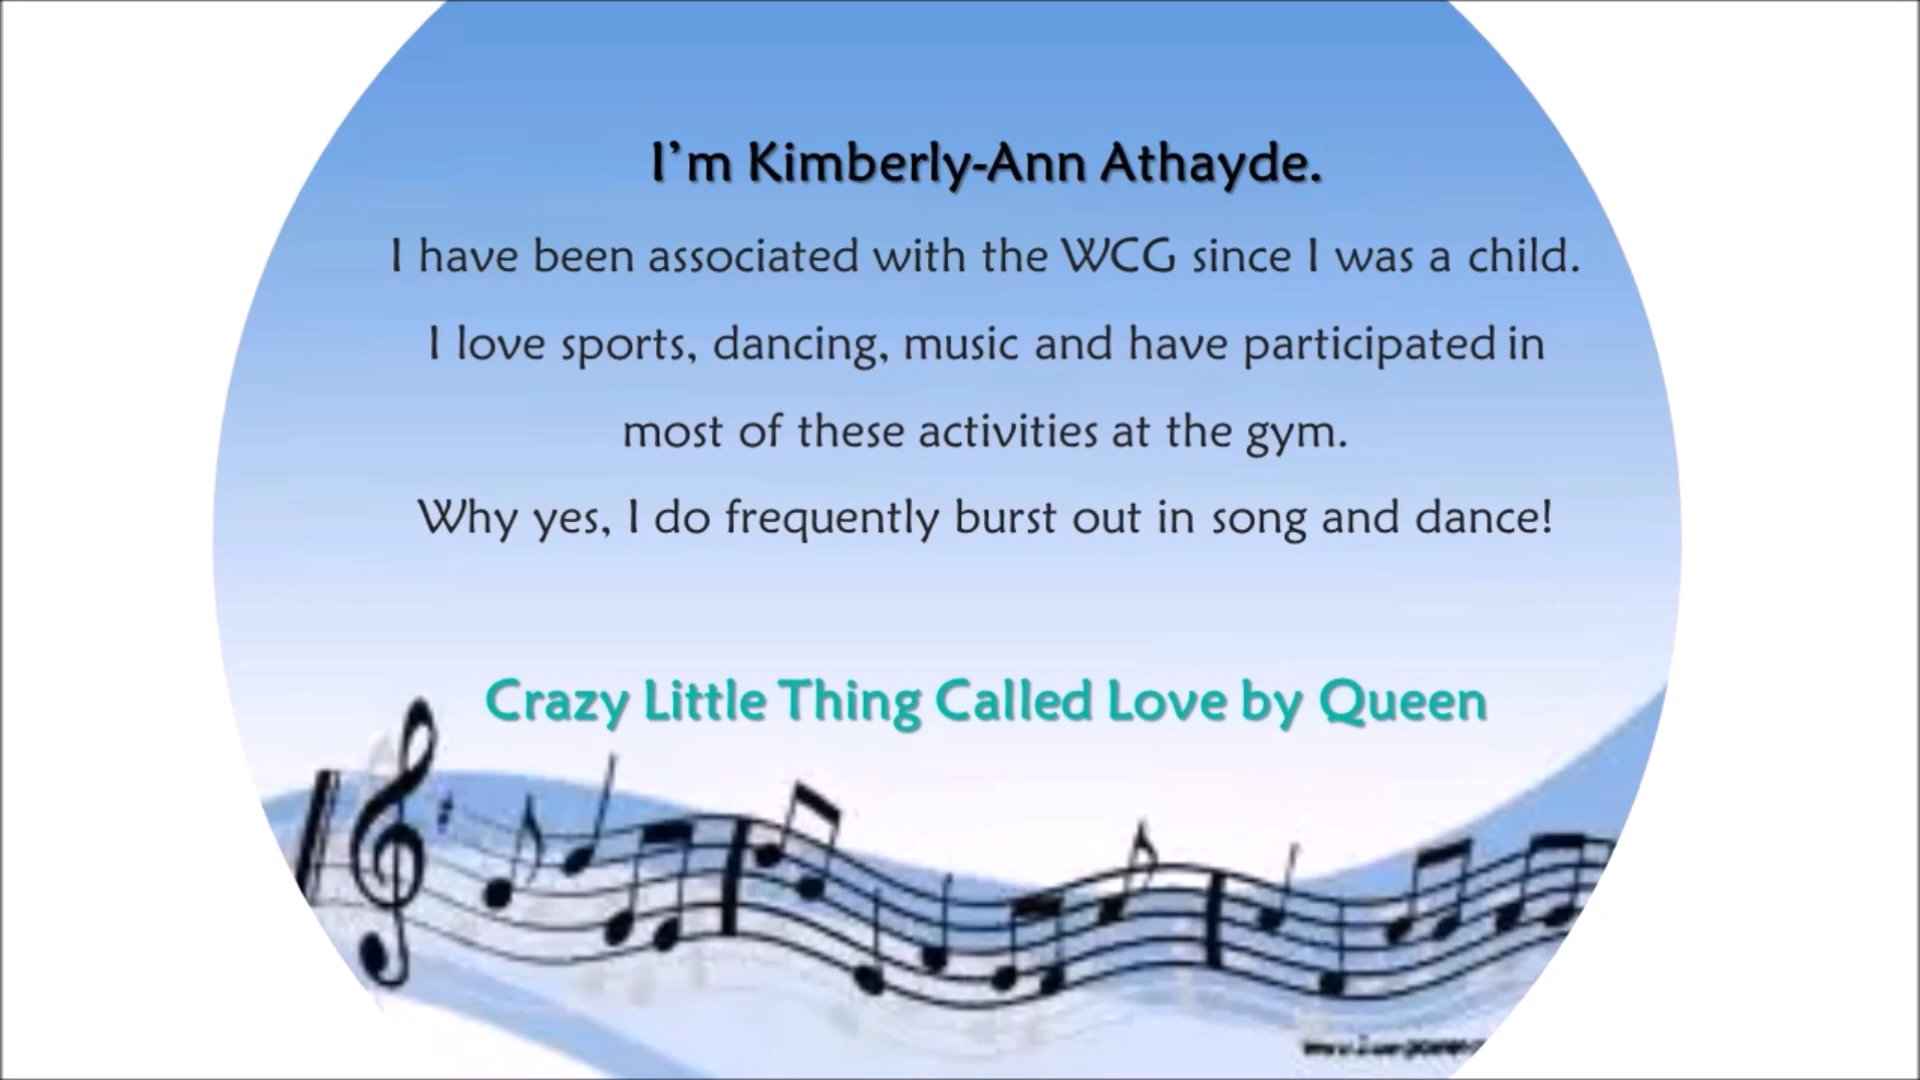 I’m Kimberly-Ann Athayde.
I have been associated with the WCG since I was a child.
I love sports, dancing, music and have participated in
most of these activities at the gym.
Why yes, I do frequently burst out in song and dance!
Crazy Little Thing Called Love by Queen